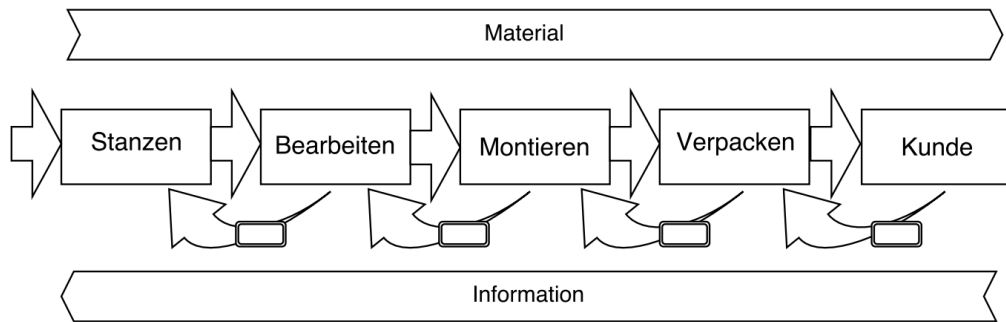 Material
Stanzen
Bearbeiten
Montieren
Verpacken
Kunde
Information